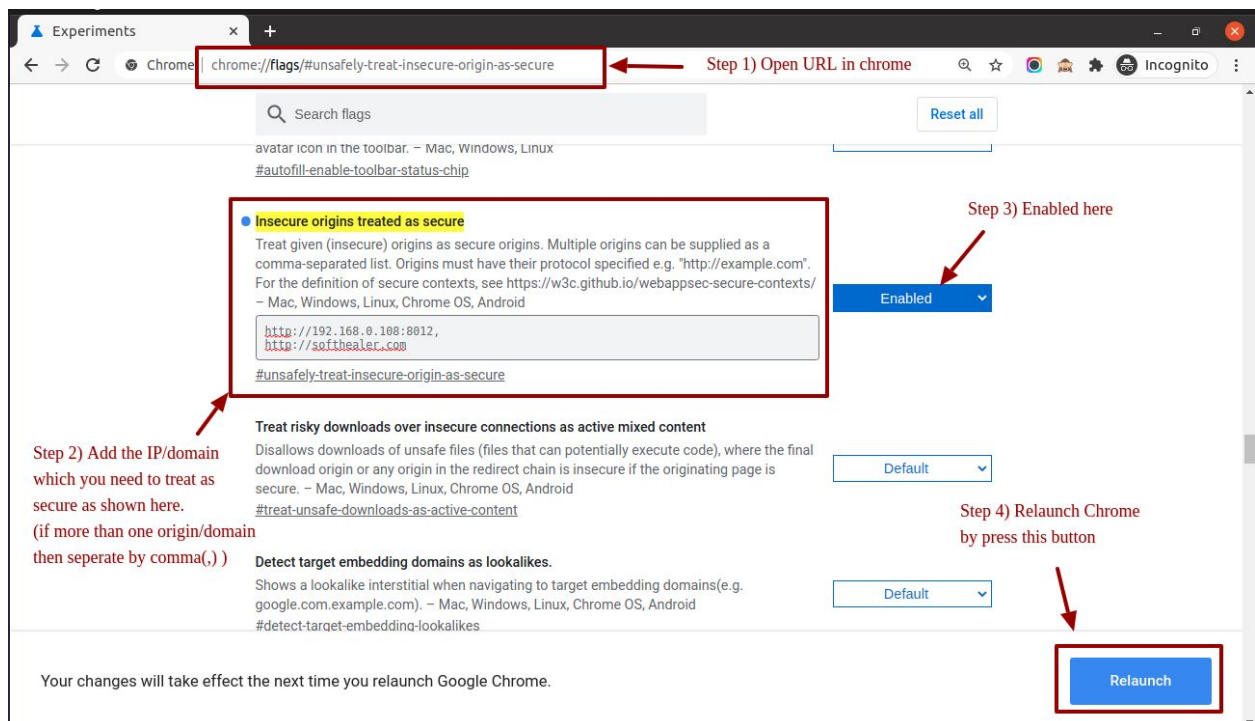 Experiments
Chrome chrome://flags/#unsafely-treat-insecure-origin-as-secure
Step 1) Open URL in chrome
Incognito
Search flags
Reset all
avatar icon in the toolbar. – Mac, Windows, Linux
#autofill-enable-toolbar-status-chip
Insecure origins treated as secure
Treat given (insecure) origins as secure origins. Multiple origins can be supplied as a
comma-separated list. Origins must have their protocol specified e.g. "http://example.com".
For the definition of secure contexts, see https://w3c.github.io/webappsec-secure-contexts/
– Mac, Windows, Linux, Chrome OS, Android
http://192.168.0.108:8012,
http://softhealer.com
#unsafely-treat-insecure-origin-as-secure
Step 3) Enabled here
Enabled
Step 2) Add the IP/domain
which you need to treat as
secure as shown here.
(if more than one origin/domain
then seperate by comma(,) )
Treat risky downloads over insecure connections as active mixed content
Disallows downloads of unsafe files (files that can potentially execute code), where the final
download origin or any origin in the redirect chain is insecure if the originating page is
secure. – Mac, Windows, Linux, Chrome OS, Android
#treat-unsafe-downloads-as-active-content
Default
Step 4) Relaunch Chrome
by press this button
Detect target embedding domains as lookalikes.
Shows a lookalike interstitial when navigating to target embedding domains(e.g.
google.com.example.com). – Mac, Windows, Linux, Chrome OS, Android
#detect-target-embedding-lookalikes
Default
Your changes will take effect the next time you relaunch Google Chrome.
Relaunch